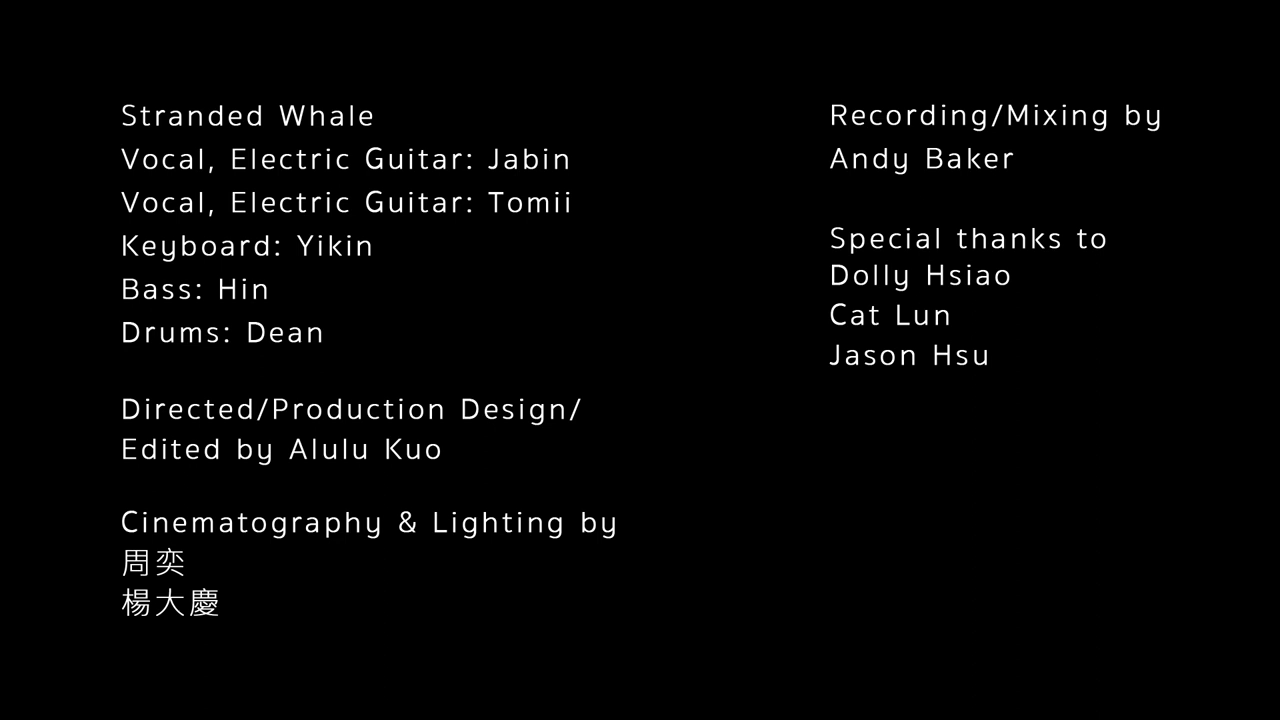 Stranded Whale
Vocal, Electric Guitar: Jabin
Vocal, Electric Guitar: Tomii
Keyboard: Yikin
Bass: Hin
Drums: Dean
Directed/Production Design/
Edited by Alulu Kuo
Cinematography & Lighting by
周奕
楊大慶
Recording/Mixing by
Andy Baker
Special thanks to
Dolly Hsiao
Cat Lun
Jason Hsu